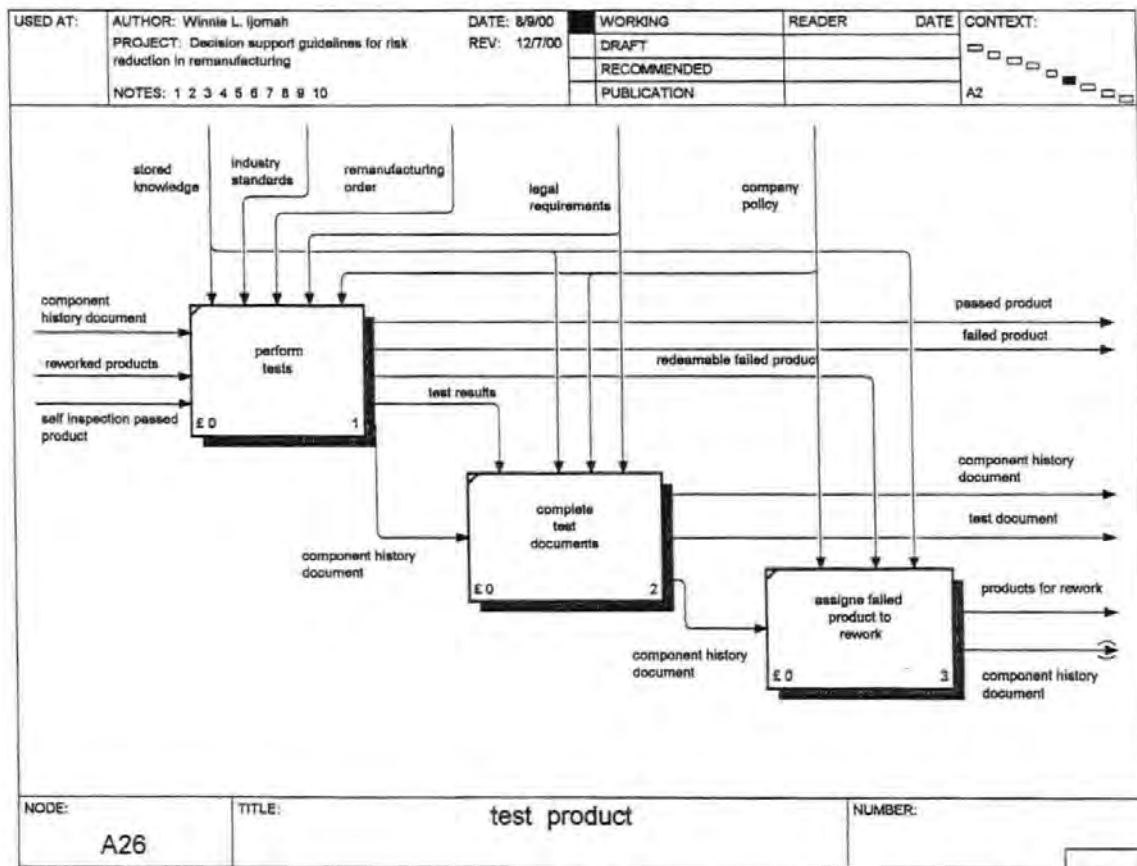 USED AT:
AUTHOR: Winnie L. Ijomah
DATE: 8/9/00
PROJECT: Decision support guidelines for risk
reduction in remanufacturing
REV: 12/7/00
NOTES: 1 2 3 4 5 6 7 8 9 10
WORKING
DRAFT
RECOMMENDED
PUBLICATION
READER
DATE
CONTEXT:
A2
stored
knowledge
industry
standards
remanufacturing
order
legal
requirements
company
policy
component
history document
reworked products
self inspection passed
product
perform
tests
£ 0
1
passed product
failed product
redeamable failed product
test results
component history
document
complete
test
documents
£ 0
2
component history
document
test document
component history
document
assigne failed
product to
rework
£ 0
3
products for rework
component history
document
NODE:
A26
TITLE:
test product
NUMBER: